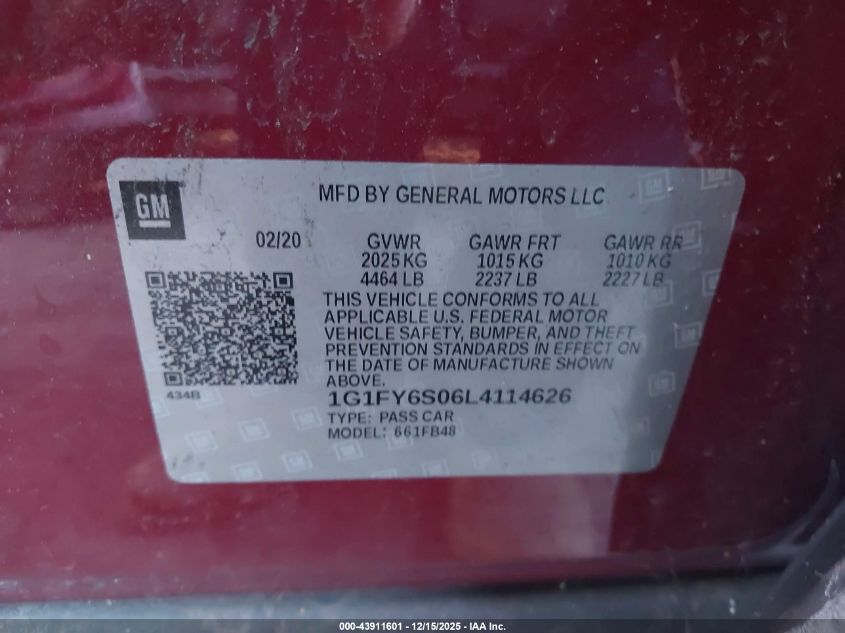 GM
MFD BY GENERAL MOTORS LLC
02/20 GVWR GAWR FRT GAWR RR
2025 KG 1015 KG 1010 KG
4464 LB 2237 LB 2227 LB
THIS VEHICLE CONFORMS TO ALL
APPLICABLE U.S. FEDERAL MOTOR
VEHICLE SAFETY, BUMPER, AND THEFT
PREVENTION STANDARDS IN EFFECT ON
THE DATE OF MANUFACTURE SHOWN
ABOVE.
434B
1G1FY6S06L4114626
TYPE: PASS CAR
MODEL: 661FB48
000-43911601 - 12/15/2025 - IAA Inc.